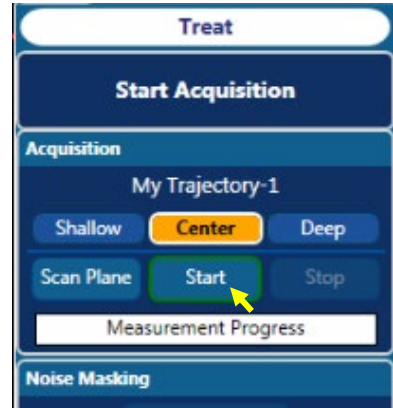 Treat
Start Acquisition
Acquisition
My Trajectory-1
Shallow Center Deep
Scan Plane Start Stop
Measurement Progress
Noise Masking